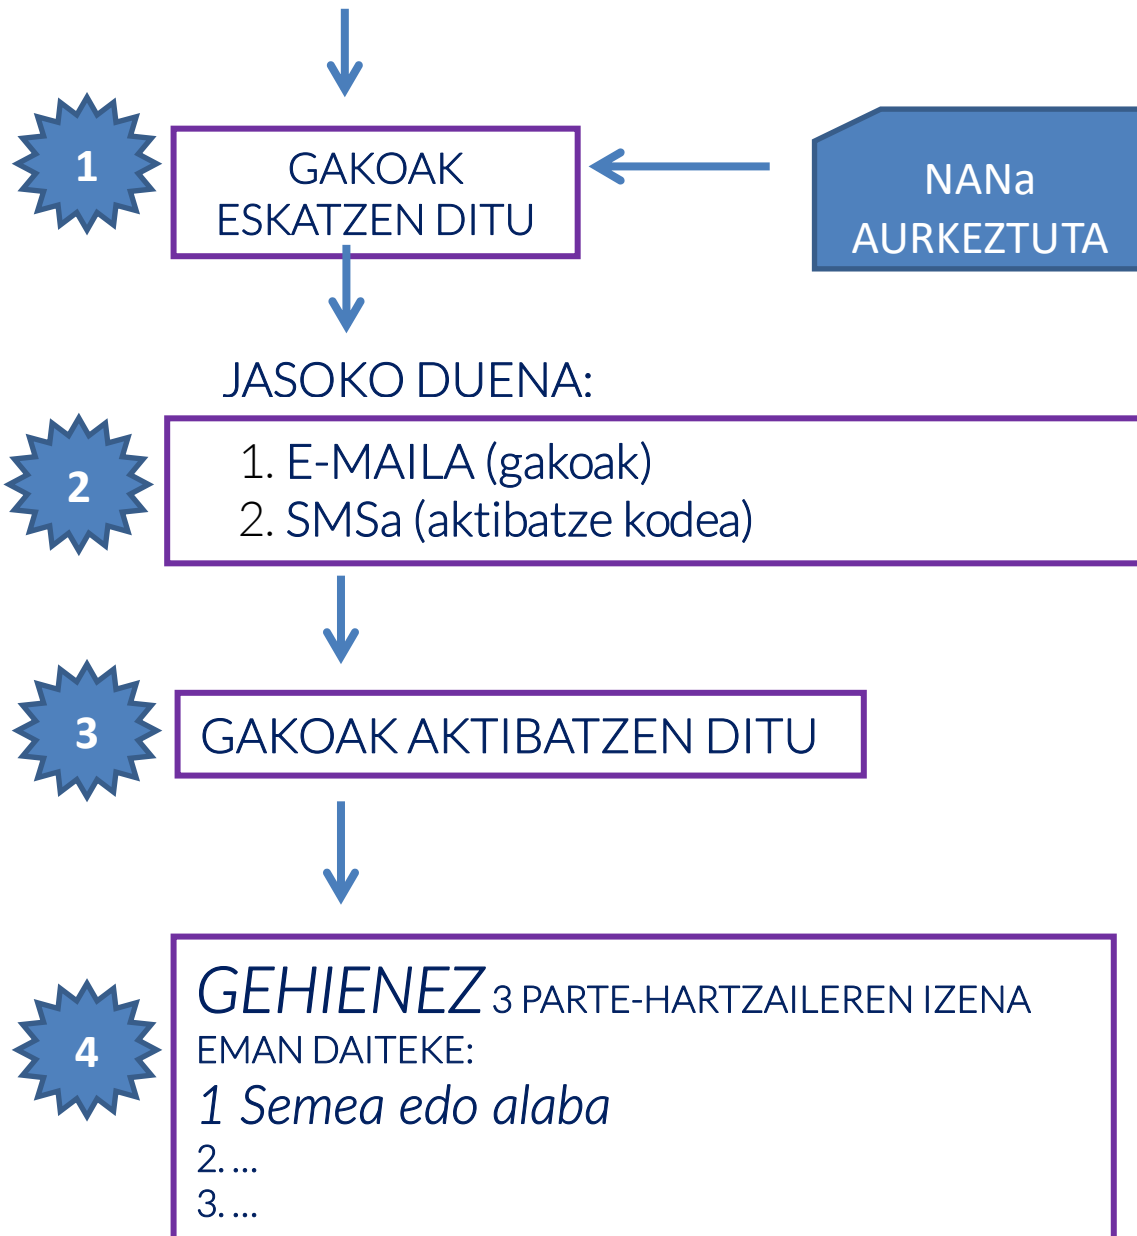 1
GAKOAK
ESKATZEN DITU
NANa
AURKEZTUTA
JASOKO DUENA:
2
1. E-MAILA (gakoak)
2. SMSa (aktibatze kodea)
3
GAKOAK AKTIBATZEN DITU
4
GEHIENEZ 3 PARTE-HARTZAILEREN IZENA
EMAN DAITEKE:
1 Semea edo alaba
2. ...
3. ...